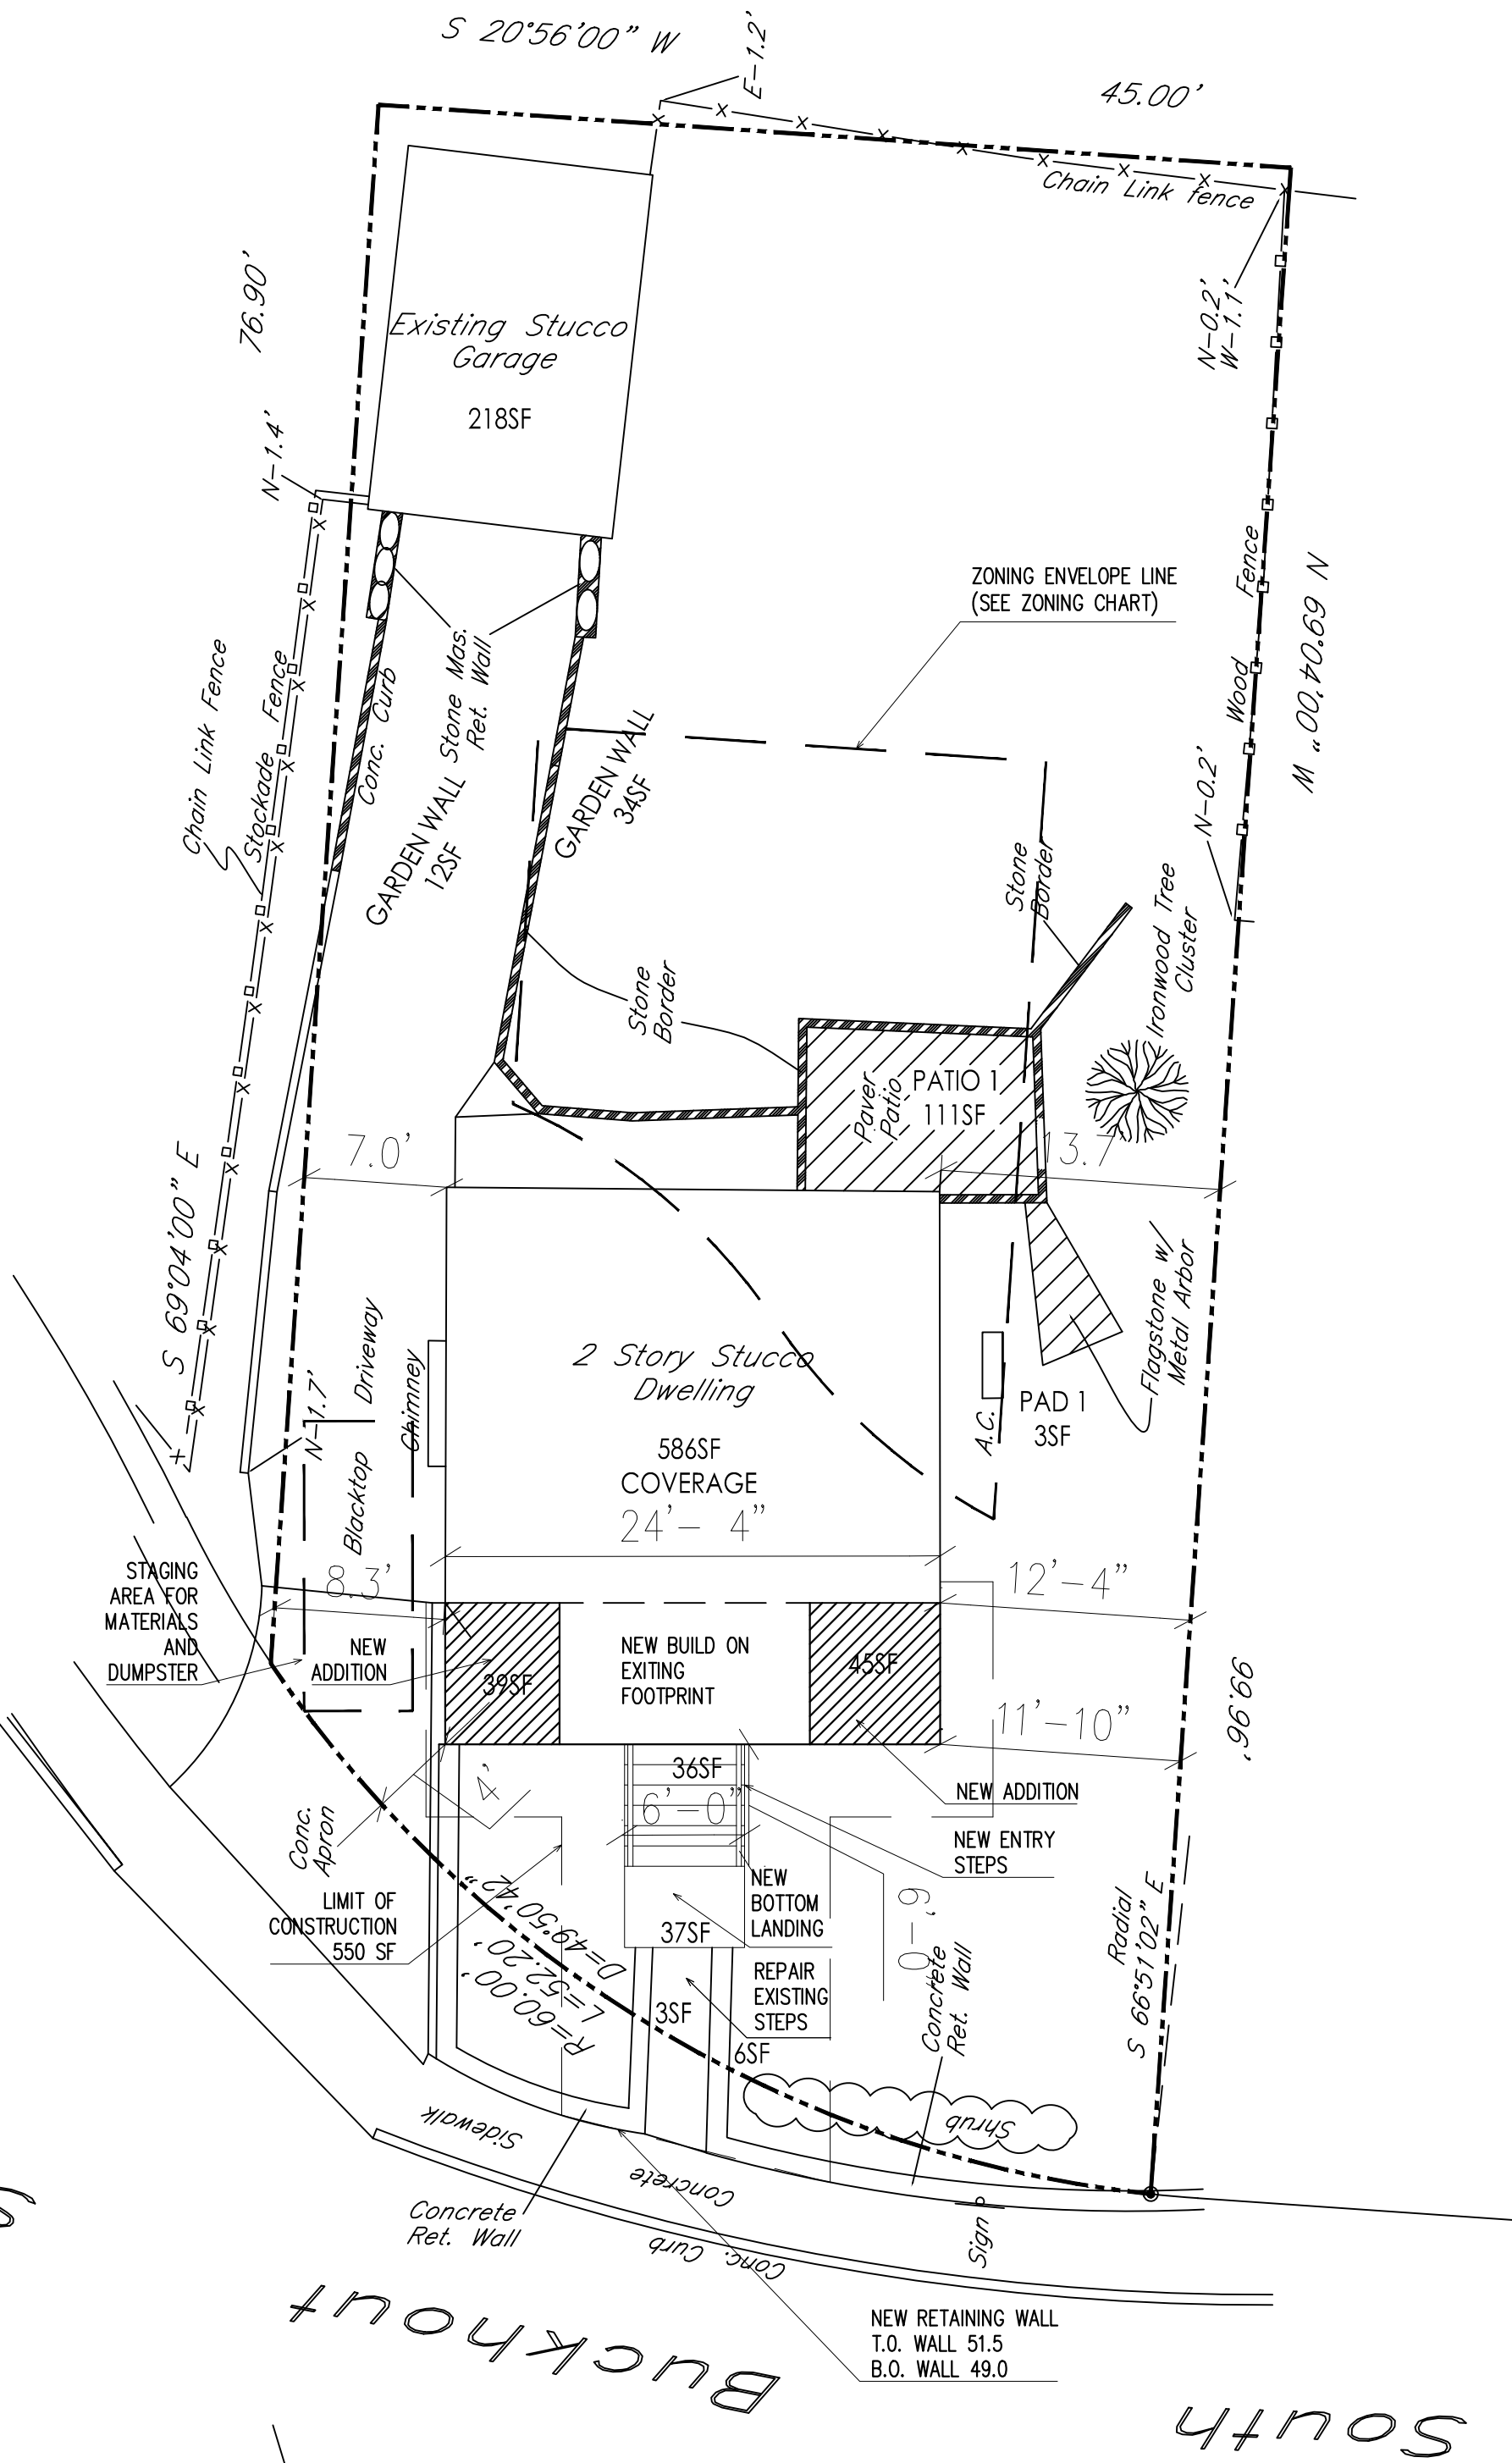 S 20°56'00" W
E-1.2'
45.00'
Chain Link fence
76.90'
Existing Stucco
Garage
218SF
N-0.2'
W-1.1'
N-1.4'
ZONING ENVELOPE LINE
(SEE ZONING CHART)
Wood Fence
N 69°04'00" W
Chain Link Fence
Stockade Fence
Conc. Curb
Stone Mas.
Ret. Wall
GARDEN WALL
12SF
GARDEN WALL
34SF
N-0.2'
Stone
Border
Ironwood Tree
Cluster
Stone
Border
Paver
Patio
PATIO 1
111SF
7.0'
13.7'
S 69°04'00" E
Flagstone w/
Metal Arbor
2 Story Stucco
Dwelling
586SF
COVERAGE
24'- 4"
A.C.
PAD 1
3SF
N-1.7'
Blacktop Driveway
Chimney
STAGING
AREA FOR
MATERIALS
AND
DUMPSTER
8.3'
12'-4"
NEW
ADDITION
39SF
NEW BUILD ON
EXITING
FOOTPRINT
45SF
99.96'
11'-10"
36SF
4'
6'-0"
NEW ADDITION
NEW ENTRY
STEPS
Conc.
Apron
LIMIT OF
CONSTRUCTION
550 SF
NEW
BOTTOM
LANDING
37SF
6'-0"
Radial
S 66°51'02" E
D=49°50'42"
L=52.20'
R=60.00'
REPAIR
EXISTING
STEPS
3SF
6SF
Concrete
Ret. Wall
Shrub
Sidewalk
Concrete
Concrete
Ret. Wall
Conc. Curb
Sign
NEW RETAINING WALL
T.O. WALL 51.5
B.O. WALL 49.0
South Buckhout